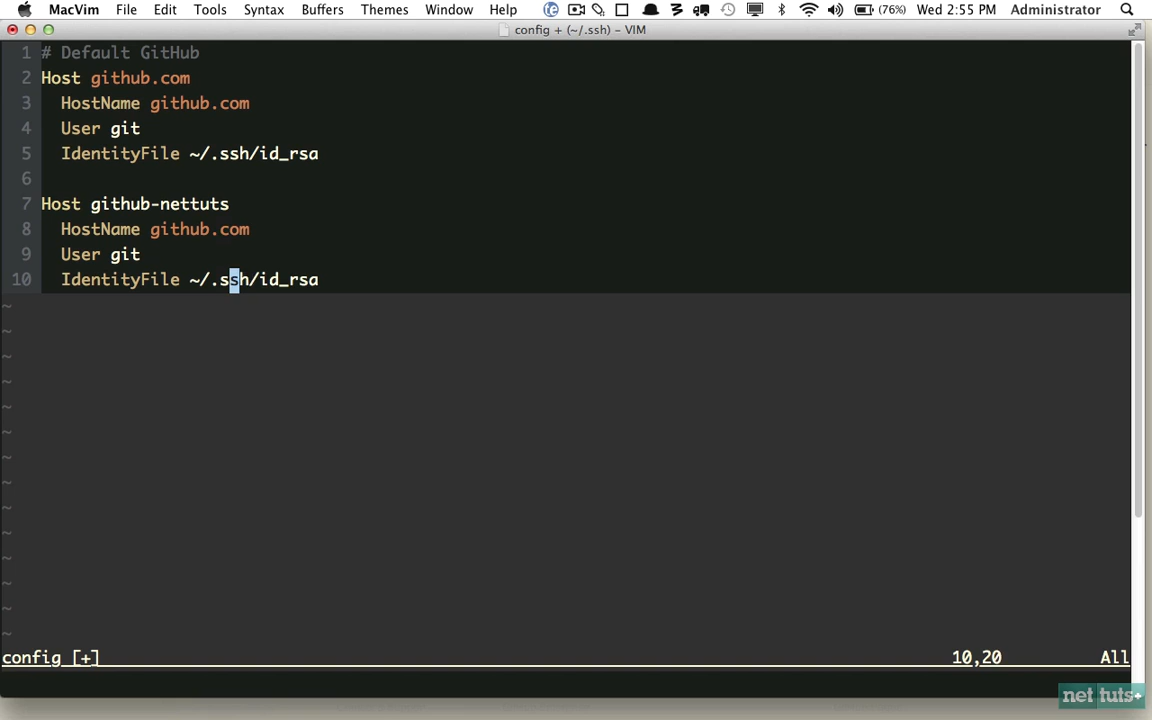 MacVim File Edit Tools Syntax Buffers Themes Window Help (76%) Wed 2:55 PM Administrator
config + (~/.ssh) – VIM
1 # Default GitHub
2 Host github.com
3 HostName github.com
4 User git
5 IdentityFile ~/.ssh/id_rsa
6
7 Host github-nettuts
8 HostName github.com
9 User git
10 IdentityFile ~/.ssh/id_rsa
~
~
~
~
~
~
~
~
~
~
~
~
~
~
config [+] 10,20 All
net tuts+